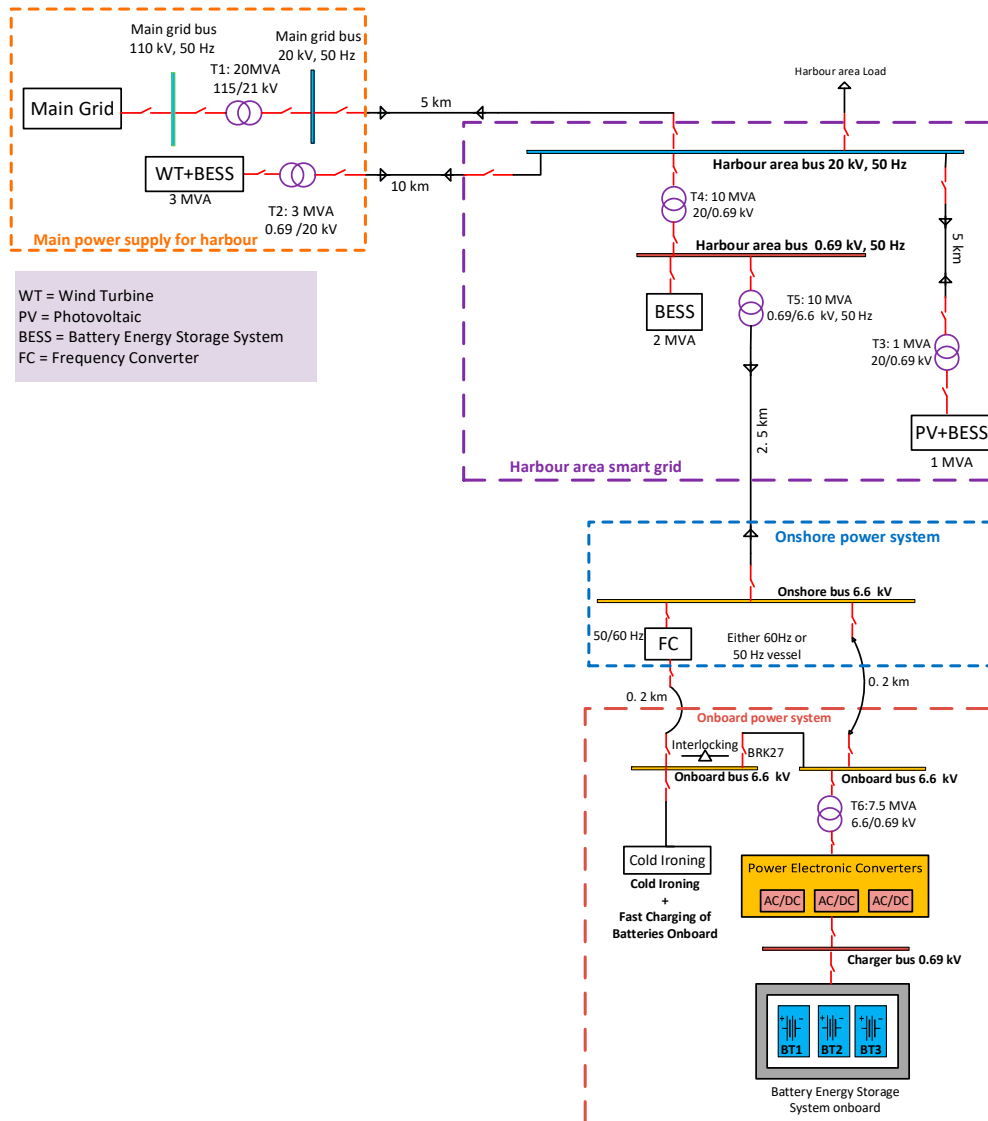 Main grid bus
110 kV, 50 Hz
Main grid bus
20 kV, 50 Hz
T1: 20MVA
115/21 kV
Main Grid
5 km
Harbour area Load
WT+BESS
3 MVA
T2: 3 MVA
0.69 /20 kV
10 km
Main power supply for harbour
Harbour area bus 20 kV, 50 Hz
T4: 10 MVA
20/0.69 kV
Harbour area bus 0.69 kV, 50 Hz
BESS
2 MVA
T5: 10 MVA
0.69/6.6 kV, 50 Hz
5 km
T3: 1 MVA
20/0.69 kV
PV+BESS
1 MVA
2. 5 km
Harbour area smart grid
WT = Wind Turbine
PV = Photovoltaic
BESS = Battery Energy Storage System
FC = Frequency Converter
Onshore power system
Onshore bus 6.6 kV
50/60 Hz
FC
Either 60Hz or
50 Hz vessel
0. 2 km
0. 2 km
Onboard power system
Interlocking
BRK27
Onboard bus 6.6 kV
Onboard bus 6.6 kV
T6:7.5 MVA
6.6/0.69 kV
Cold Ironing
Cold Ironing
+
Fast Charging of
Batteries Onboard
Power Electronic Converters
AC/DC
AC/DC
AC/DC
Charger bus 0.69 kV
+ −
+ −
+ −
BT1
BT2
BT3
Battery Energy Storage
System onboard